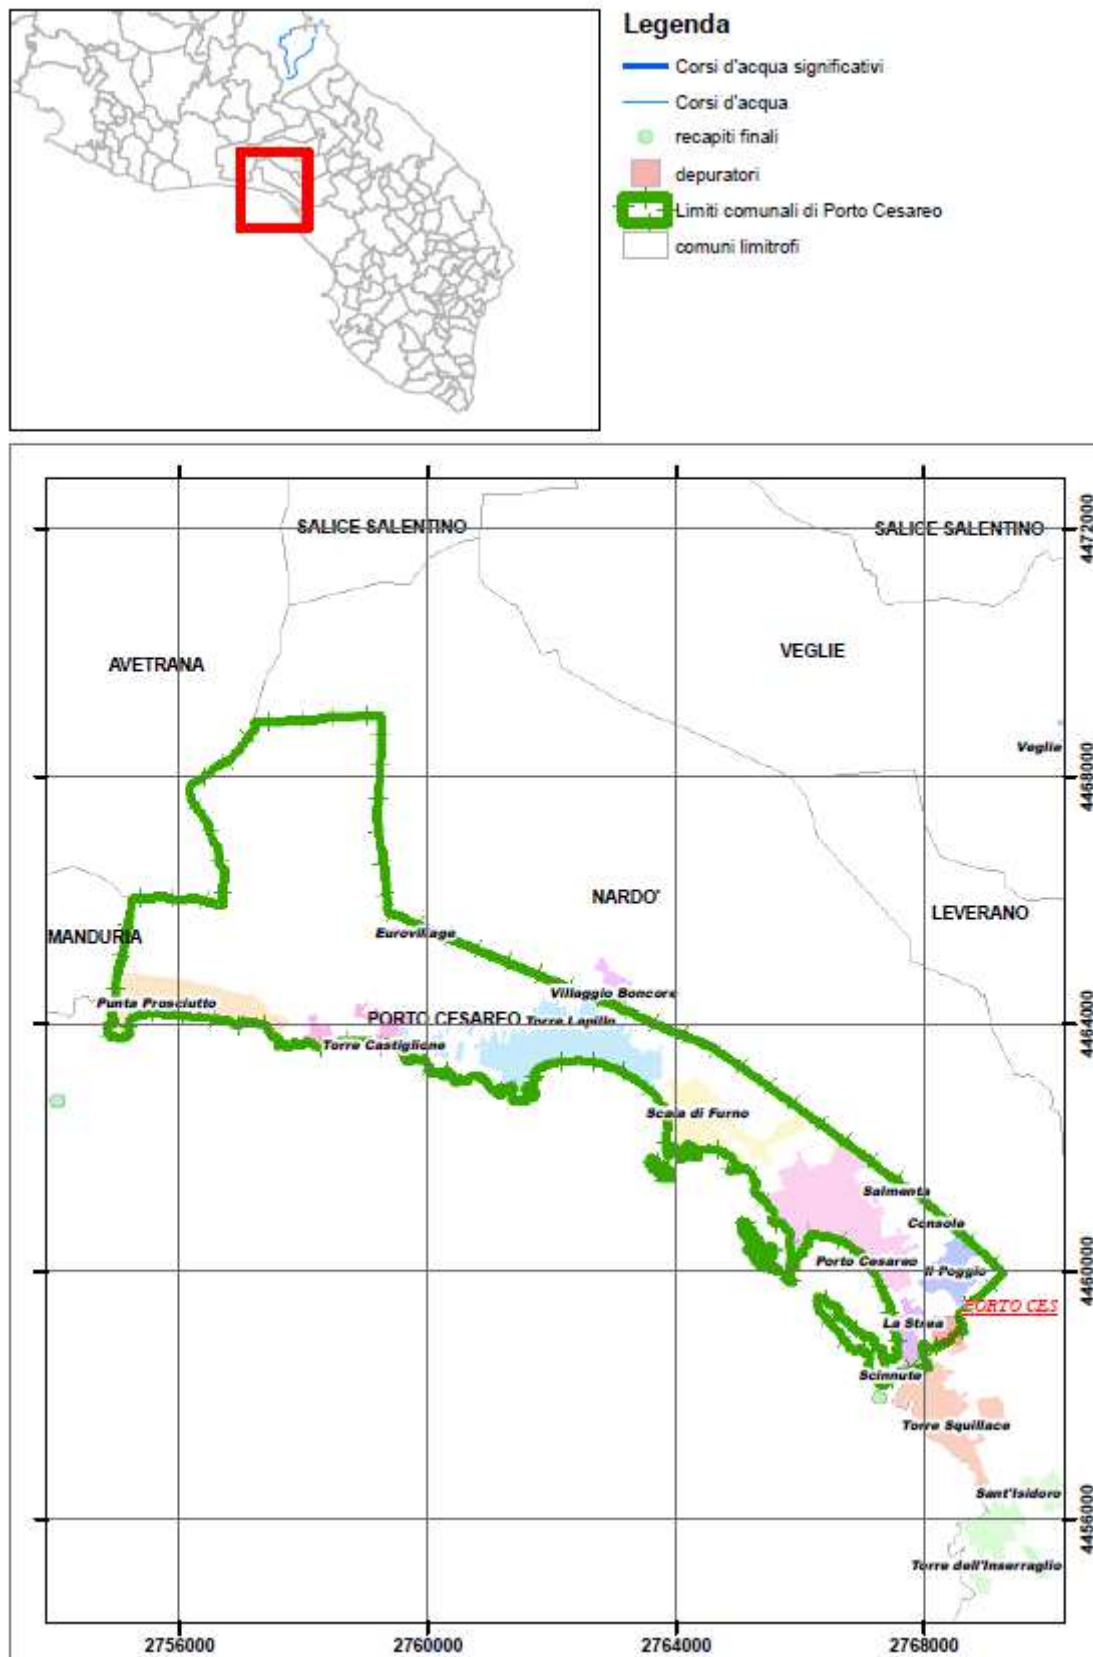 Legenda
Corsi d'acqua significativi
Corsi d'acqua
recapiti finali
depuratori
Limiti comunali di Porto Cesareo
comuni limitrofi
SALICE SALENTINO
SALICE SALENTINO
4472000
VEGLIE
AVETRANA
Veglie
4468000
NARDO'
LEVERANO
Eurovillage
MANDURIA
Villaggio Boncore
Punta Prosciutto
PORTO CESAREO
Torre Lapillo
4464000
Torre Castiglione
Scala di Furno
Salmenta
Console
Porto Cesareo
Il Poggio
4460000
PORTO CES
La Strea
Scinnute
Torre Squillace
Sant'Isidoro
4456000
Torre dell'Inserraglio
2756000
2760000
2764000
2768000